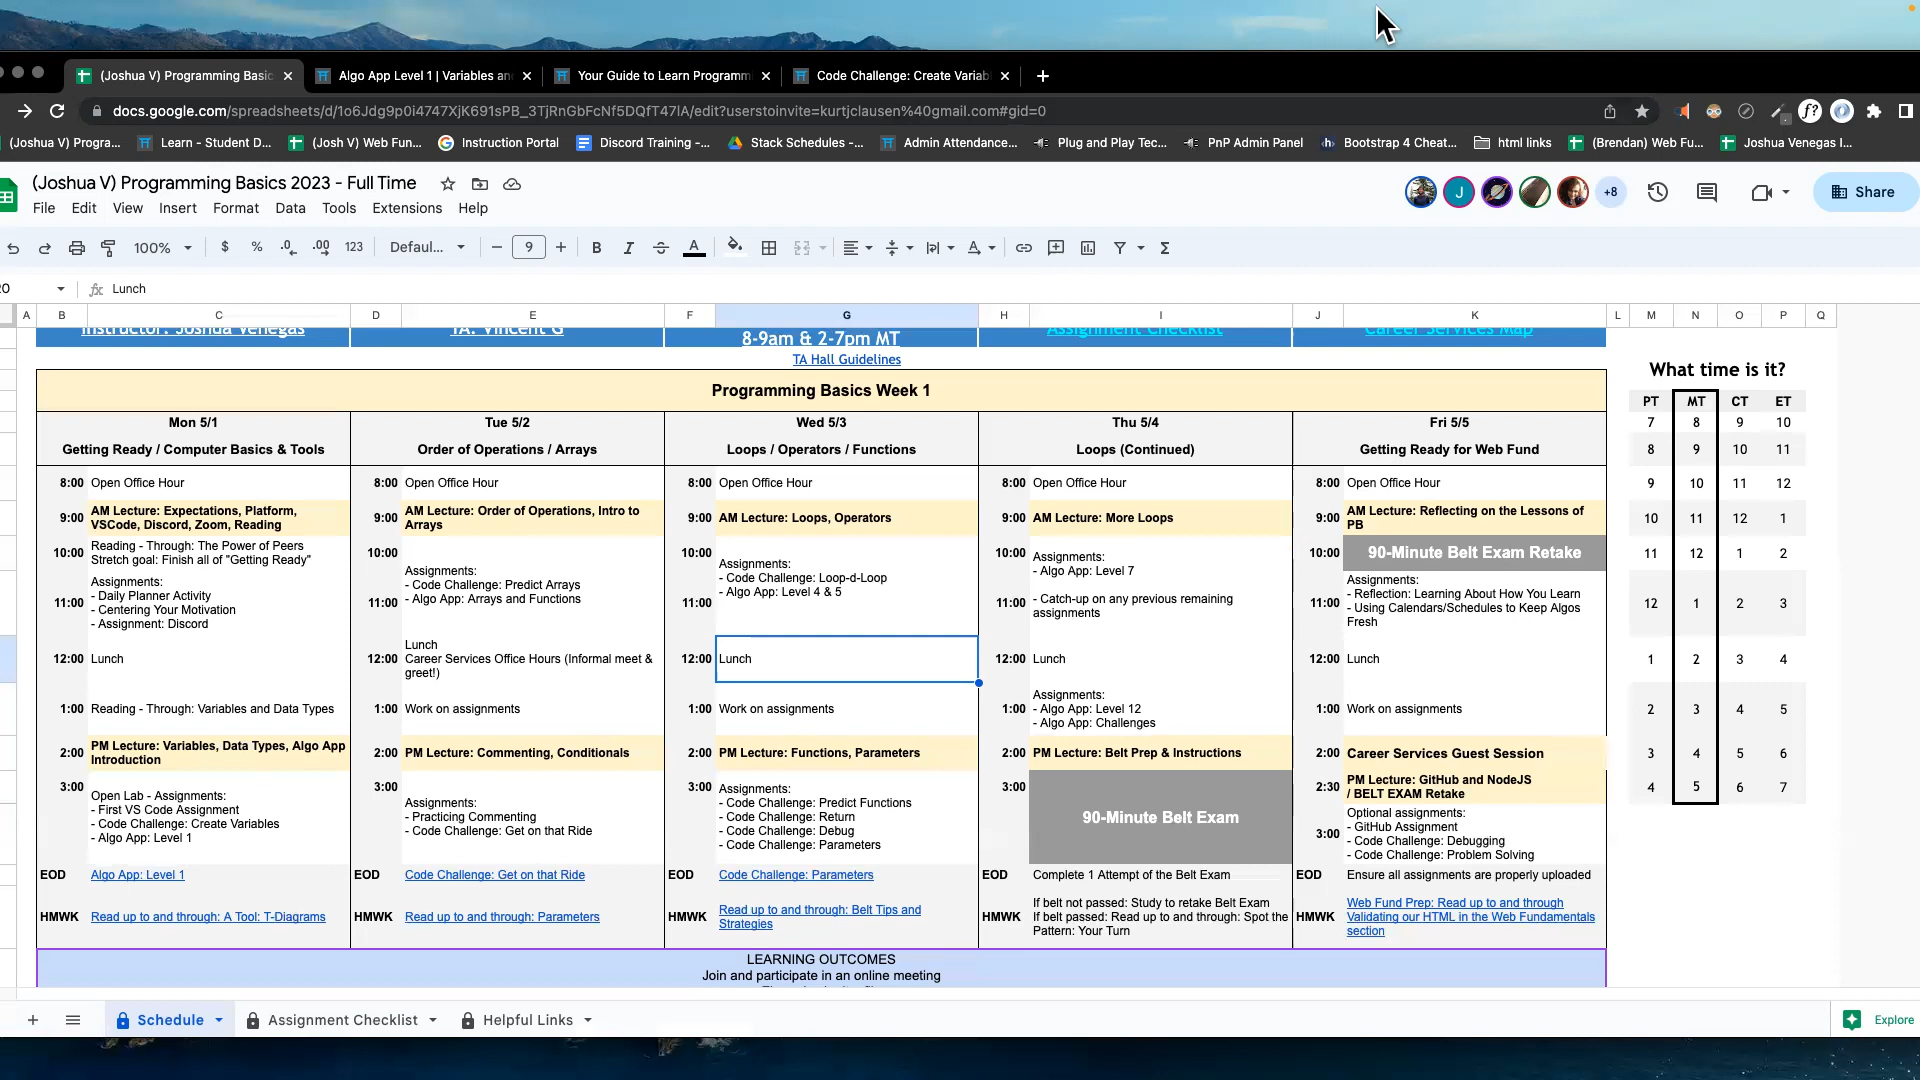 (Joshua V) Programming Basic
Algo App Level 1 | Variables an
Your Guide to Learn Programmi
Code Challenge: Create Variabl
docs.google.com/spreadsheets/d/1o6Jdg9p0i4747XjK691sPB_3TjRnGbFcNf5DQfT47lA/edit?userstoinvite=kurtjclausen%40gmail.com#gid=0
(Joshua V) Progra...
Learn - Student D...
(Josh V) Web Fun...
Instruction Portal
Discord Training -...
Stack Schedules -...
Admin Attendance...
Plug and Play Tec...
PnP Admin Panel
Bootstrap 4 Cheat...
html links
(Brendan) Web Fu...
Joshua Venegas I...
(Joshua V) Programming Basics 2023 - Full Time
J
+8
Share
File Edit View Insert Format Data Tools Extensions Help
100% $ % .0 .00 123 Defaul... 9 B I A
Lunch
A B C D E F G H I J K L M N O P Q
Instructor: Joshua Venegas
TA: Vincent G
8-9am & 2-7pm MT
Assignment Checklist
Career Services Map
TA Hall Guidelines
Programming Basics Week 1
Mon 5/1
Getting Ready / Computer Basics & Tools
8:00 Open Office Hour
9:00 AM Lecture: Expectations, Platform,
VSCode, Discord, Zoom, Reading
10:00 Reading - Through: The Power of Peers
Stretch goal: Finish all of "Getting Ready"
11:00 Assignments:
- Daily Planner Activity
- Centering Your Motivation
- Assignment: Discord
12:00 Lunch
1:00 Reading - Through: Variables and Data Types
2:00 PM Lecture: Variables, Data Types, Algo App
Introduction
3:00 Open Lab - Assignments:
- First VS Code Assignment
- Code Challenge: Create Variables
- Algo App: Level 1
EOD Algo App: Level 1
HMWK Read up to and through: A Tool: T-Diagrams
Tue 5/2
Order of Operations / Arrays
8:00 Open Office Hour
9:00 AM Lecture: Order of Operations, Intro to
Arrays
10:00
11:00
Assignments:
- Code Challenge: Predict Arrays
- Algo App: Arrays and Functions
12:00 Lunch
Career Services Office Hours (Informal meet &
greet!)
1:00 Work on assignments
2:00 PM Lecture: Commenting, Conditionals
3:00 Assignments:
- Practicing Commenting
- Code Challenge: Get on that Ride
EOD Code Challenge: Get on that Ride
HMWK Read up to and through: Parameters
Wed 5/3
Loops / Operators / Functions
8:00 Open Office Hour
9:00 AM Lecture: Loops, Operators
10:00
11:00
Assignments:
- Code Challenge: Loop-d-Loop
- Algo App: Level 4 & 5
12:00 Lunch
1:00 Work on assignments
2:00 PM Lecture: Functions, Parameters
3:00 Assignments:
- Code Challenge: Predict Functions
- Code Challenge: Return
- Code Challenge: Debug
- Code Challenge: Parameters
EOD Code Challenge: Parameters
HMWK Read up to and through: Belt Tips and
Strategies
Thu 5/4
Loops (Continued)
8:00 Open Office Hour
9:00 AM Lecture: More Loops
10:00 Assignments:
- Algo App: Level 7
11:00 - Catch-up on any previous remaining
assignments
12:00 Lunch
1:00 Assignments:
- Algo App: Level 12
- Algo App: Challenges
2:00 PM Lecture: Belt Prep & Instructions
3:00 90-Minute Belt Exam
EOD Complete 1 Attempt of the Belt Exam
HMWK If belt not passed: Study to retake Belt Exam
If belt passed: Read up to and through: Spot the
Pattern: Your Turn
Fri 5/5
Getting Ready for Web Fund
8:00 Open Office Hour
9:00 AM Lecture: Reflecting on the Lessons of
PB
10:00 90-Minute Belt Exam Retake
11:00 Assignments:
- Reflection: Learning About How You Learn
- Using Calendars/Schedules to Keep Algos
Fresh
12:00 Lunch
1:00 Work on assignments
2:00 Career Services Guest Session
2:30 PM Lecture: GitHub and NodeJS
/ BELT EXAM Retake
3:00 Optional assignments:
- GitHub Assignment
- Code Challenge: Debugging
- Code Challenge: Problem Solving
EOD Ensure all assignments are properly uploaded
HMWK Web Fund Prep: Read up to and through
Validating our HTML in the Web Fundamentals
section
What time is it?
PT MT CT ET
7 8 9 10
8 9 10 11
9 10 11 12
10 11 12 1
11 12 1 2
12 1 2 3
1 2 3 4
2 3 4 5
3 4 5 6
4 5 6 7
LEARNING OUTCOMES
Join and participate in an online meeting
Schedule
Assignment Checklist
Helpful Links
Explore